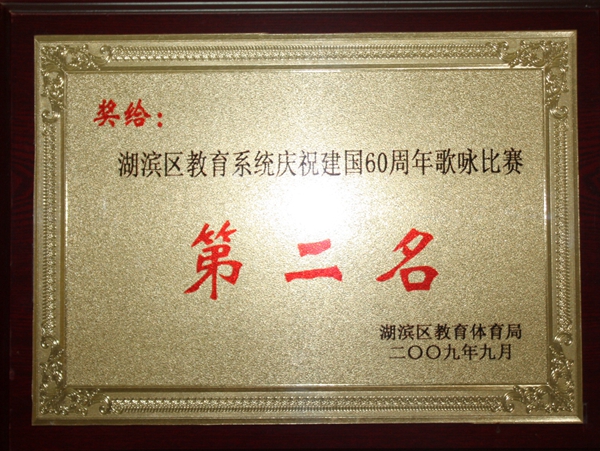 奖给：
湖滨区教育系统庆祝建国60周年歌咏比赛
第二名
湖滨区教育体育局
二〇〇九年九月